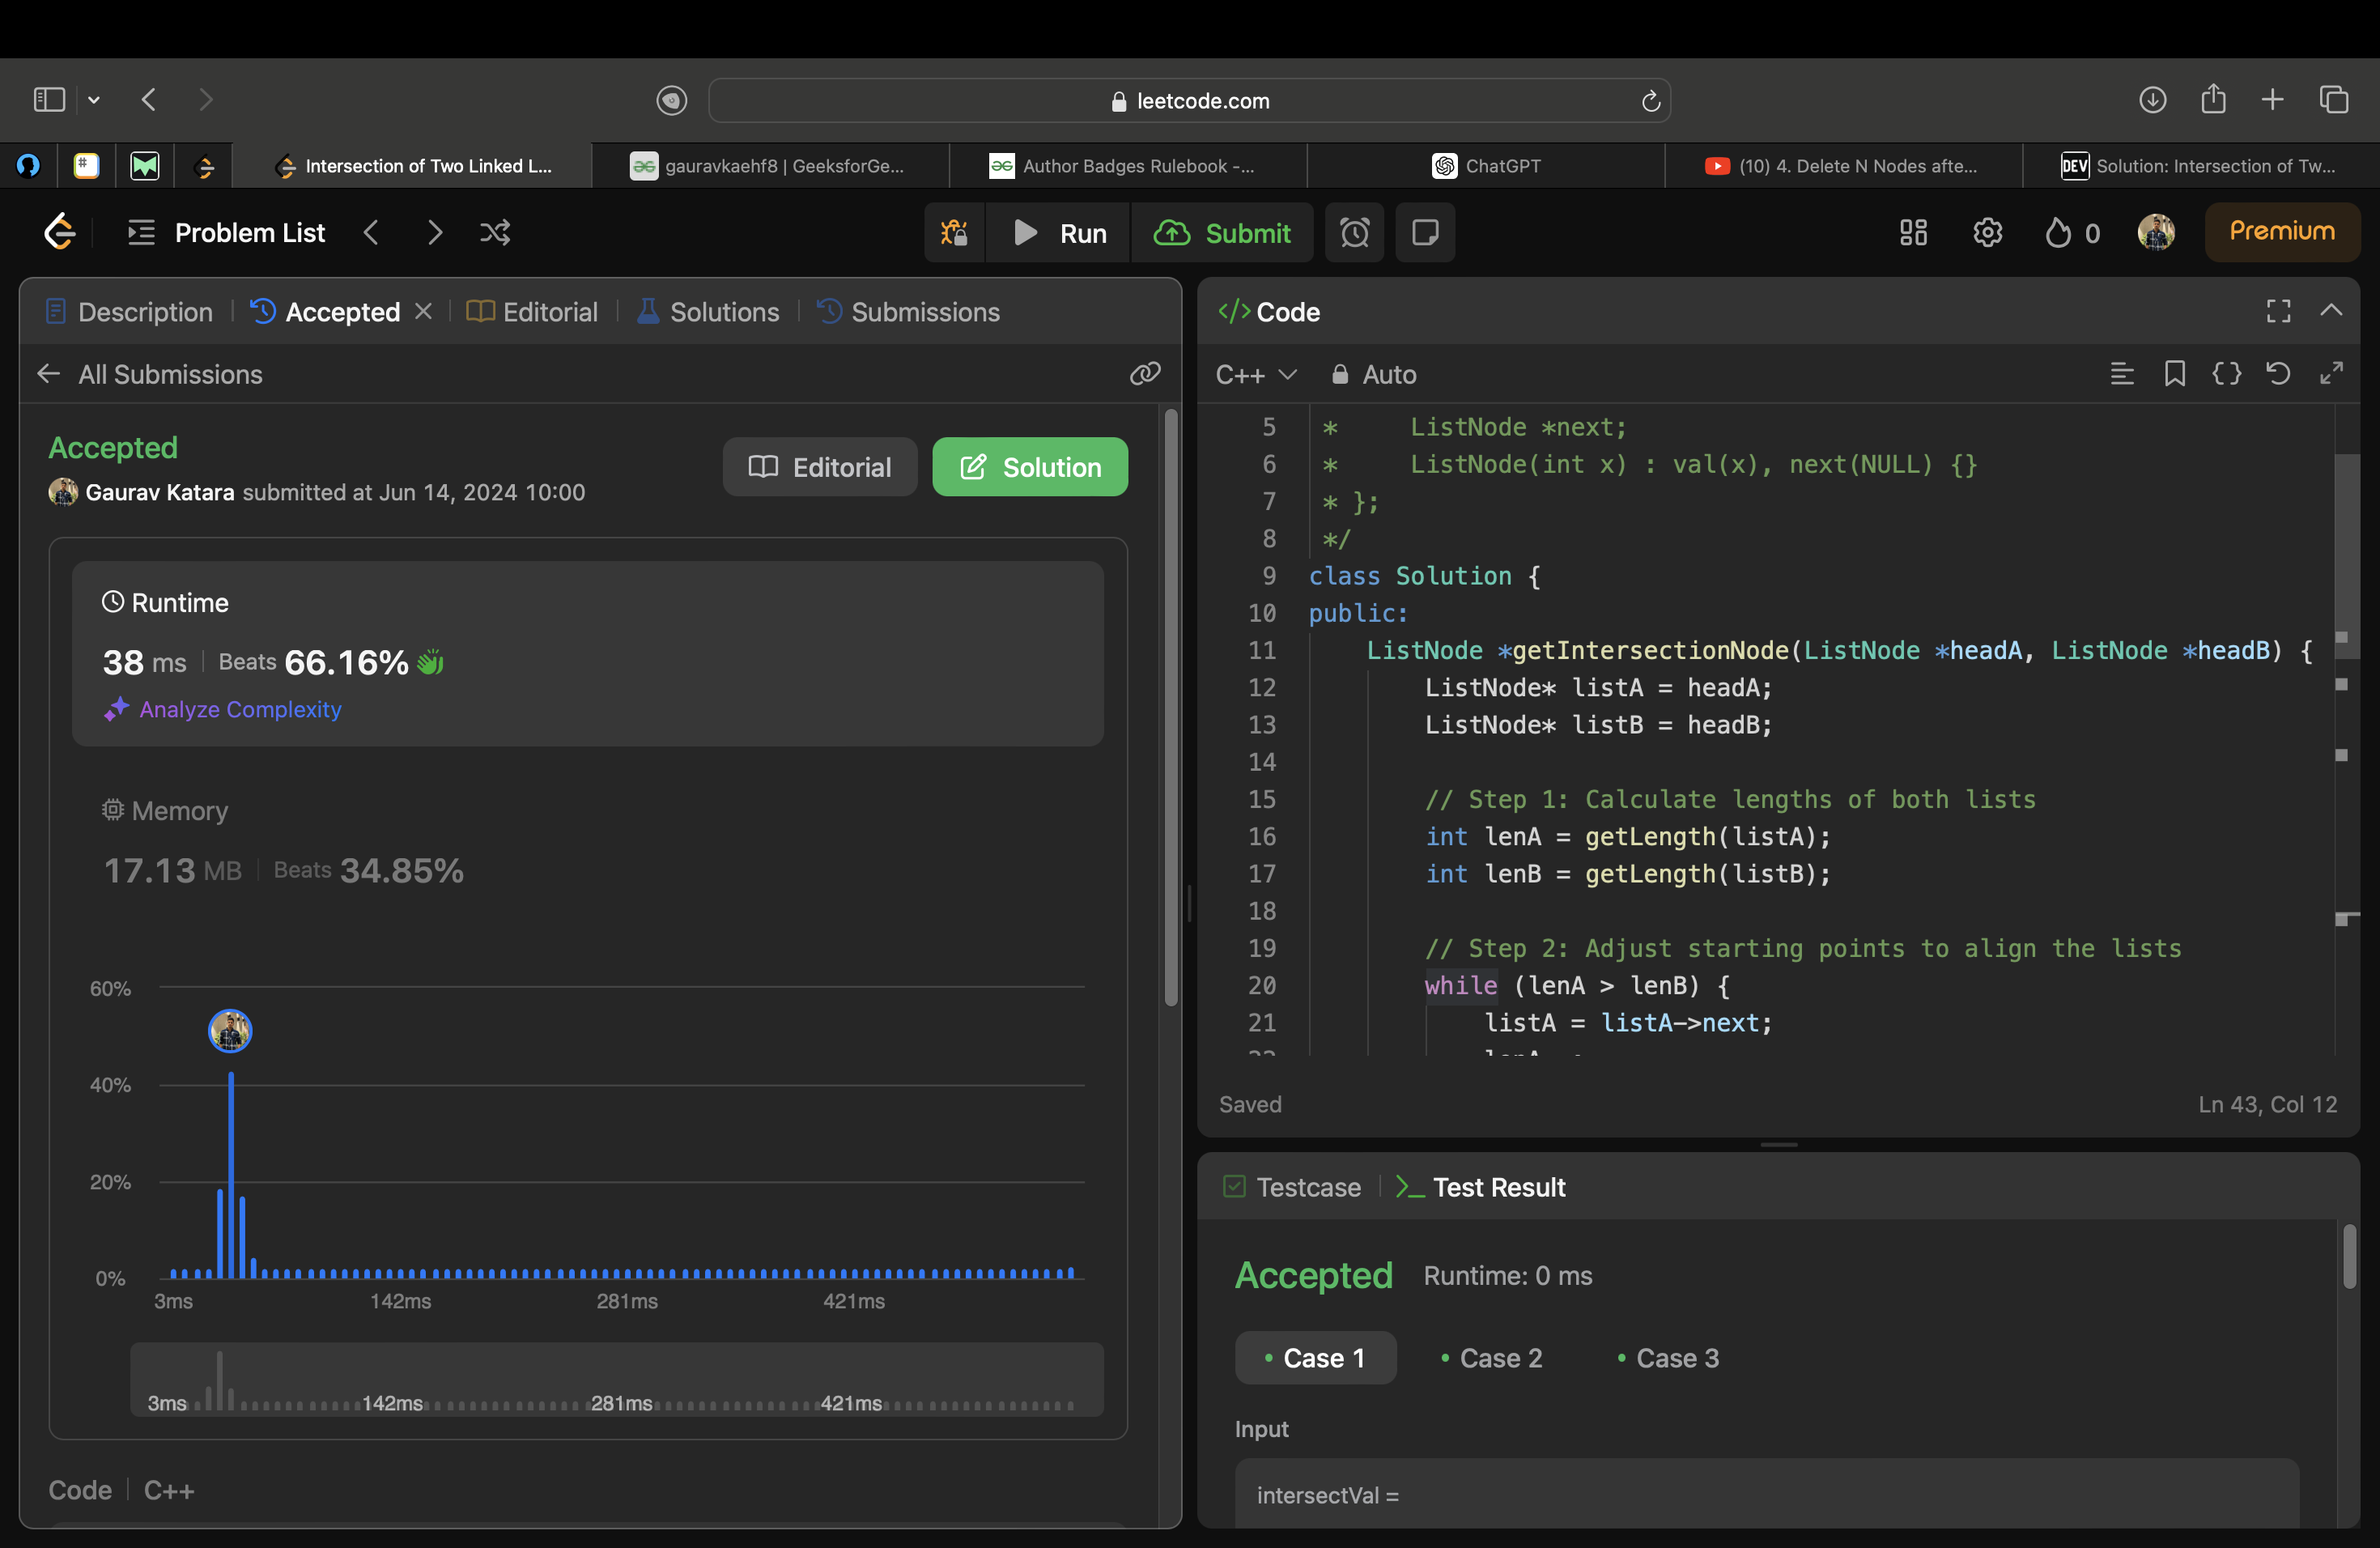 leetcode.com
Intersection of Two Linked L...
gauravkaehf8 | GeeksforGe...
Author Badges Rulebook -...
ChatGPT
(10) 4. Delete N Nodes afte...
DEV Solution: Intersection of Tw...
Problem List
Run
Submit
0
Premium
Description
Accepted
Editorial
Solutions
Submissions
All Submissions
Accepted
Gaurav Katara submitted at Jun 14, 2024 10:00
Editorial
Solution
Runtime
38 ms | Beats 66.16%
Analyze Complexity
Memory
17.13 MB | Beats 34.85%
60%
40%
20%
0%
3ms 142ms 281ms 421ms
3ms 142ms 281ms 421ms
Code | C++
</> Code
C++ Auto
5 *     ListNode *next;
6 *     ListNode(int x) : val(x), next(NULL) {}
7 * };
8 */
9 class Solution {
10 public:
11     ListNode *getIntersectionNode(ListNode *headA, ListNode *headB) {
12         ListNode* listA = headA;
13         ListNode* listB = headB;
14
15         // Step 1: Calculate lengths of both lists
16         int lenA = getLength(listA);
17         int lenB = getLength(listB);
18
19         // Step 2: Adjust starting points to align the lists
20         while (lenA > lenB) {
21             listA = listA->next;
Saved
Ln 43, Col 12
Testcase
Test Result
Accepted Runtime: 0 ms
• Case 1 • Case 2 • Case 3
Input
intersectVal =